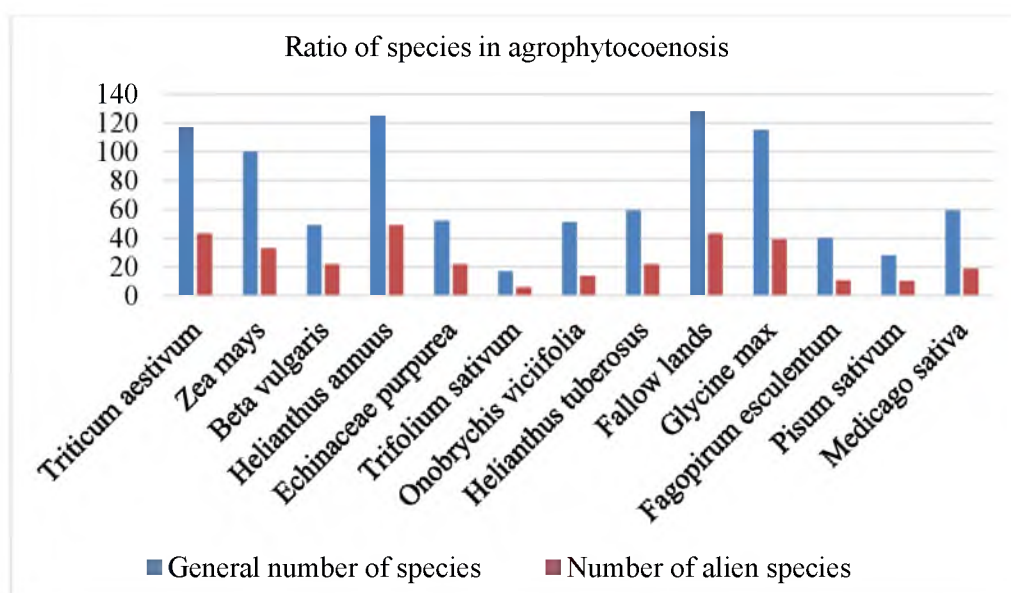 Ratio of species in agrophytocoenosis
140
120
100
80
60
40
20
0
Triticum aestivum
Zea mays
Beta vulgaris
Helianthus annuus
Echinaceae purpurea
Trifolium sativum
Onobrychis viciifolia
Helianthus tuberosus
Fallow lands
Glycine max
Fagopirum esculentum
Pisum sativum
Medicago sativa
General number of species
Number of alien species